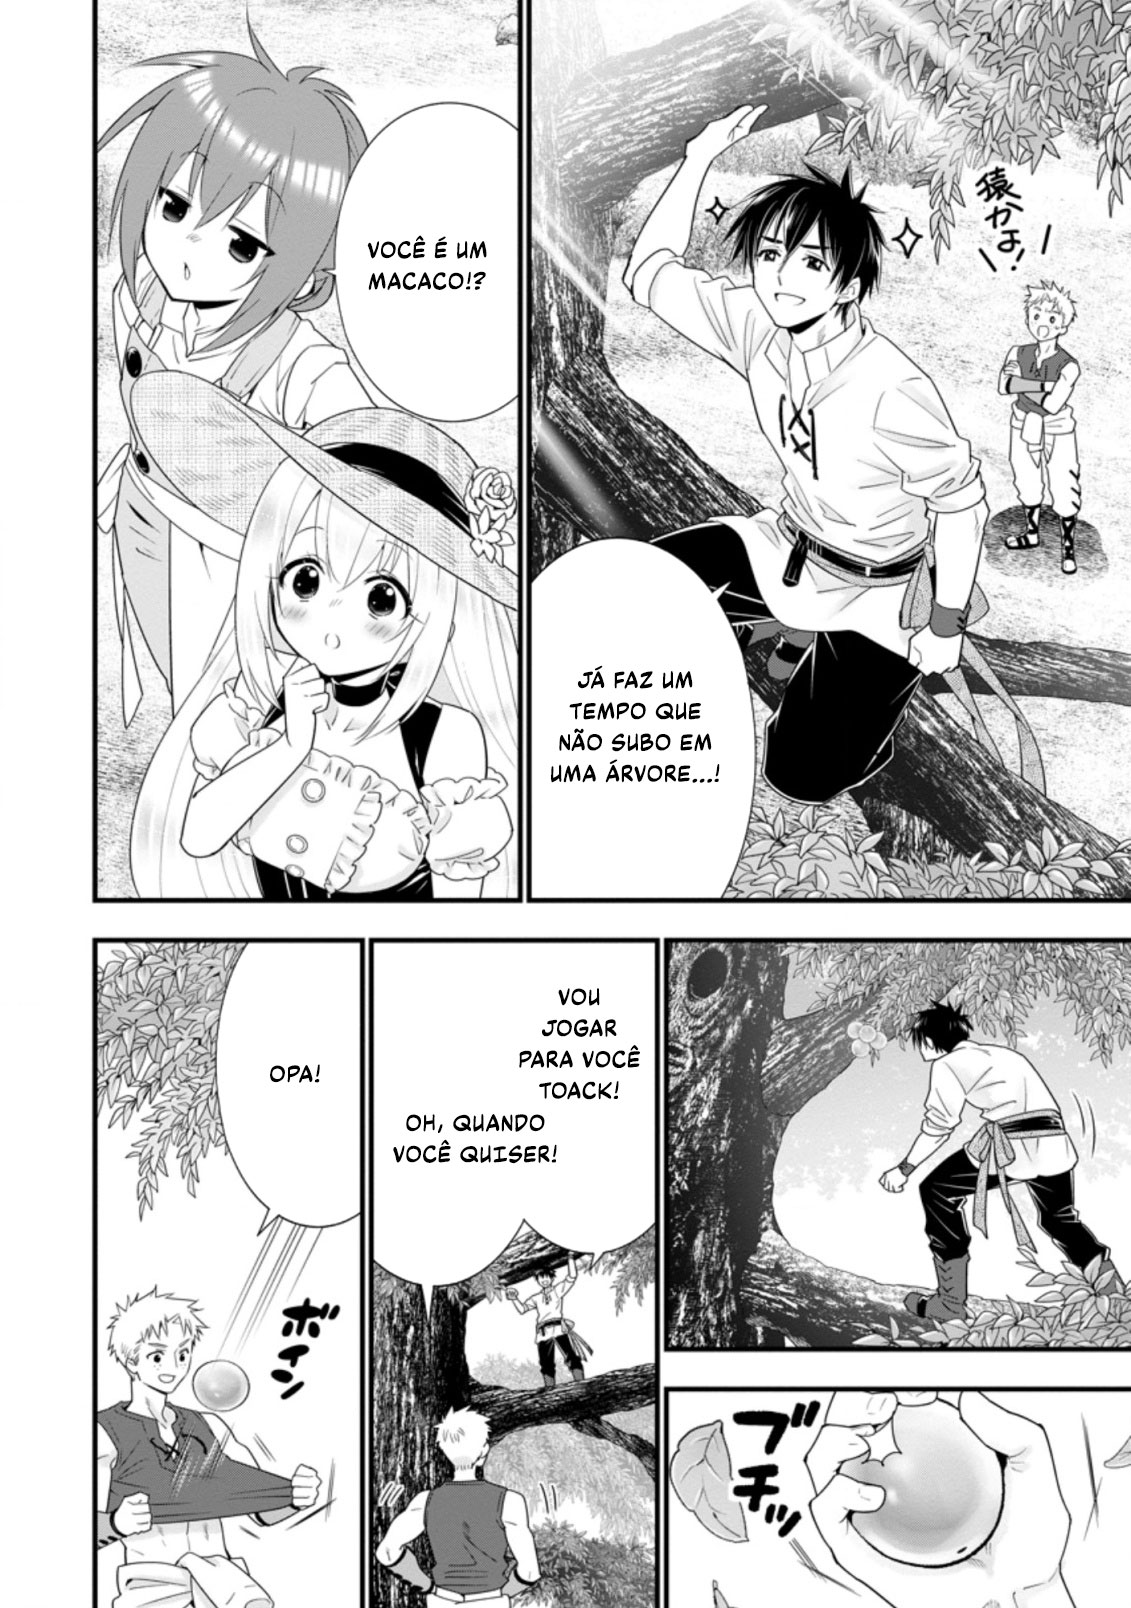 猿かよ!
JÁ FAZ UM
TEMPO QUE
NÃO SUBO EM
UMA ÁRVORE...!
VOCÊ É UM
MACACO!?
ブチッ
VOU
JOGAR
PARA VOCÊ
TOACK!
OH, QUANDO
VOCÊ QUISER!
OPA!
ボイン